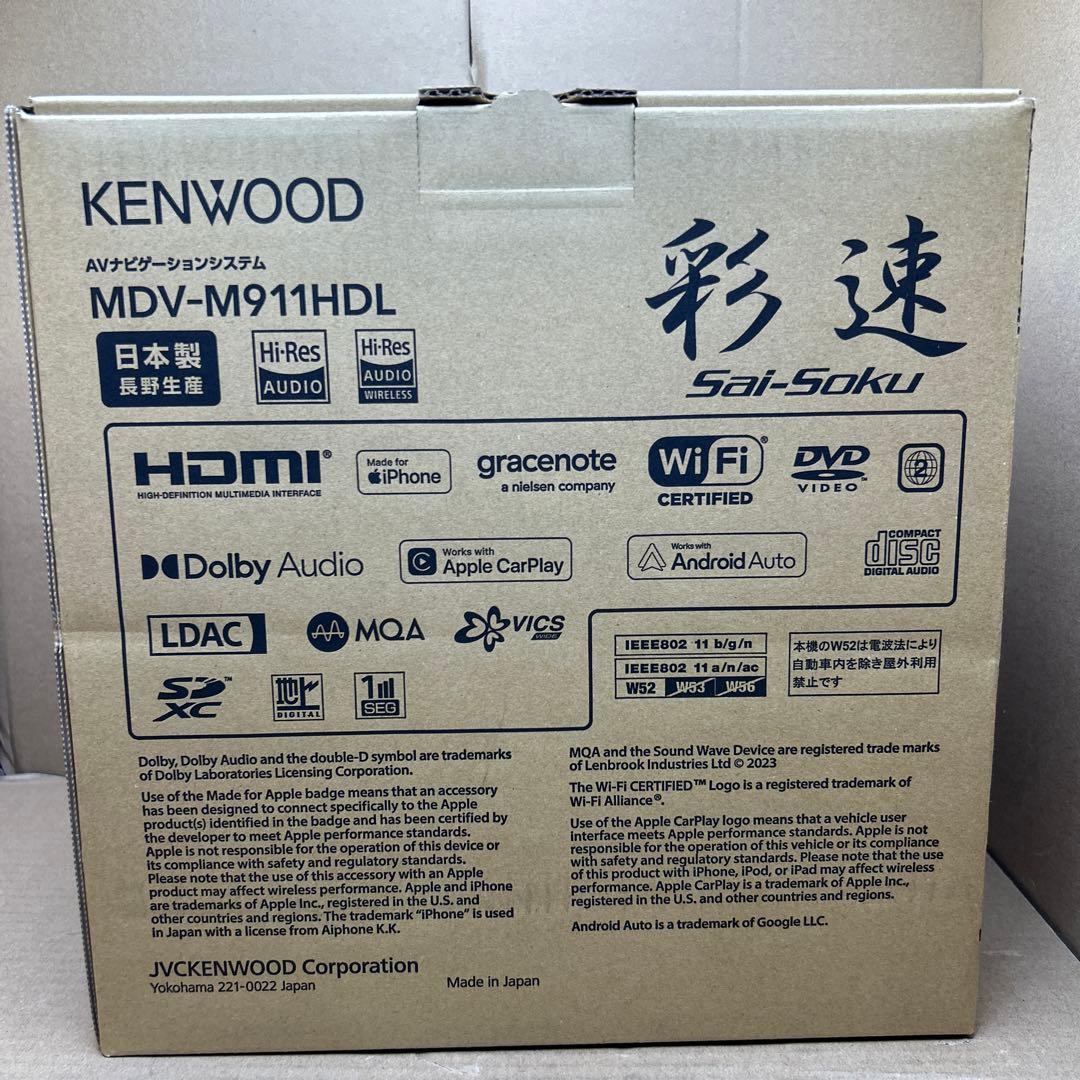 KENWOOD
AVナビゲーションシステム
MDV-M911HDL
日本製
長野生産
Hi-Res
AUDIO
Hi-Res
AUDIO
WIRELESS
彩速
Sai-Soku
HDMI®
HIGH-DEFINITION MULTIMEDIA INTERFACE
Made for
iPhone
gracenote
a nielsen company
Wi Fi®
CERTIFIED
DVD
VIDEO™
2
Dolby Audio
Works with
Apple CarPlay
Works with
Android Auto
COMPACT
disc
DIGITAL AUDIO
LDAC
MQA
VICS
WIDE
SD™
XC
地デジ
DIGITAL
1
SEG
IEEE802 11 b/g/n
IEEE802 11 a/n/ac
W52 W53 W56
本機のW52は電波法により
自動車内を除き屋外利用
禁止です
Dolby, Dolby Audio and the double-D symbol are trademarks
of Dolby Laboratories Licensing Corporation.
Use of the Made for Apple badge means that an accessory
has been designed to connect specifically to the Apple
product(s) identified in the badge and has been certified by
the developer to meet Apple performance standards.
Apple is not responsible for the operation of this device or
its compliance with safety and regulatory standards.
Please note that the use of this accessory with an Apple
product may affect wireless performance. Apple and iPhone
are trademarks of Apple Inc., registered in the U.S. and
other countries and regions. The trademark "iPhone" is used
in Japan with a license from Aiphone K.K.
MQA and the Sound Wave Device are registered trade marks
of Lenbrook Industries Ltd © 2023
The Wi-Fi CERTIFIED™ Logo is a registered trademark of
Wi-Fi Alliance®.
Use of the Apple CarPlay logo means that a vehicle user
interface meets Apple performance standards. Apple is not
responsible for the operation of this vehicle or its compliance
with safety and regulatory standards. Please note that the use
of this product with iPhone, iPod, or iPad may affect wireless
performance. Apple CarPlay is a trademark of Apple Inc.,
registered in the U.S. and other countries and regions.
Android Auto is a trademark of Google LLC.
JVCKENWOOD Corporation
Yokohama 221-0022 Japan
Made in Japan